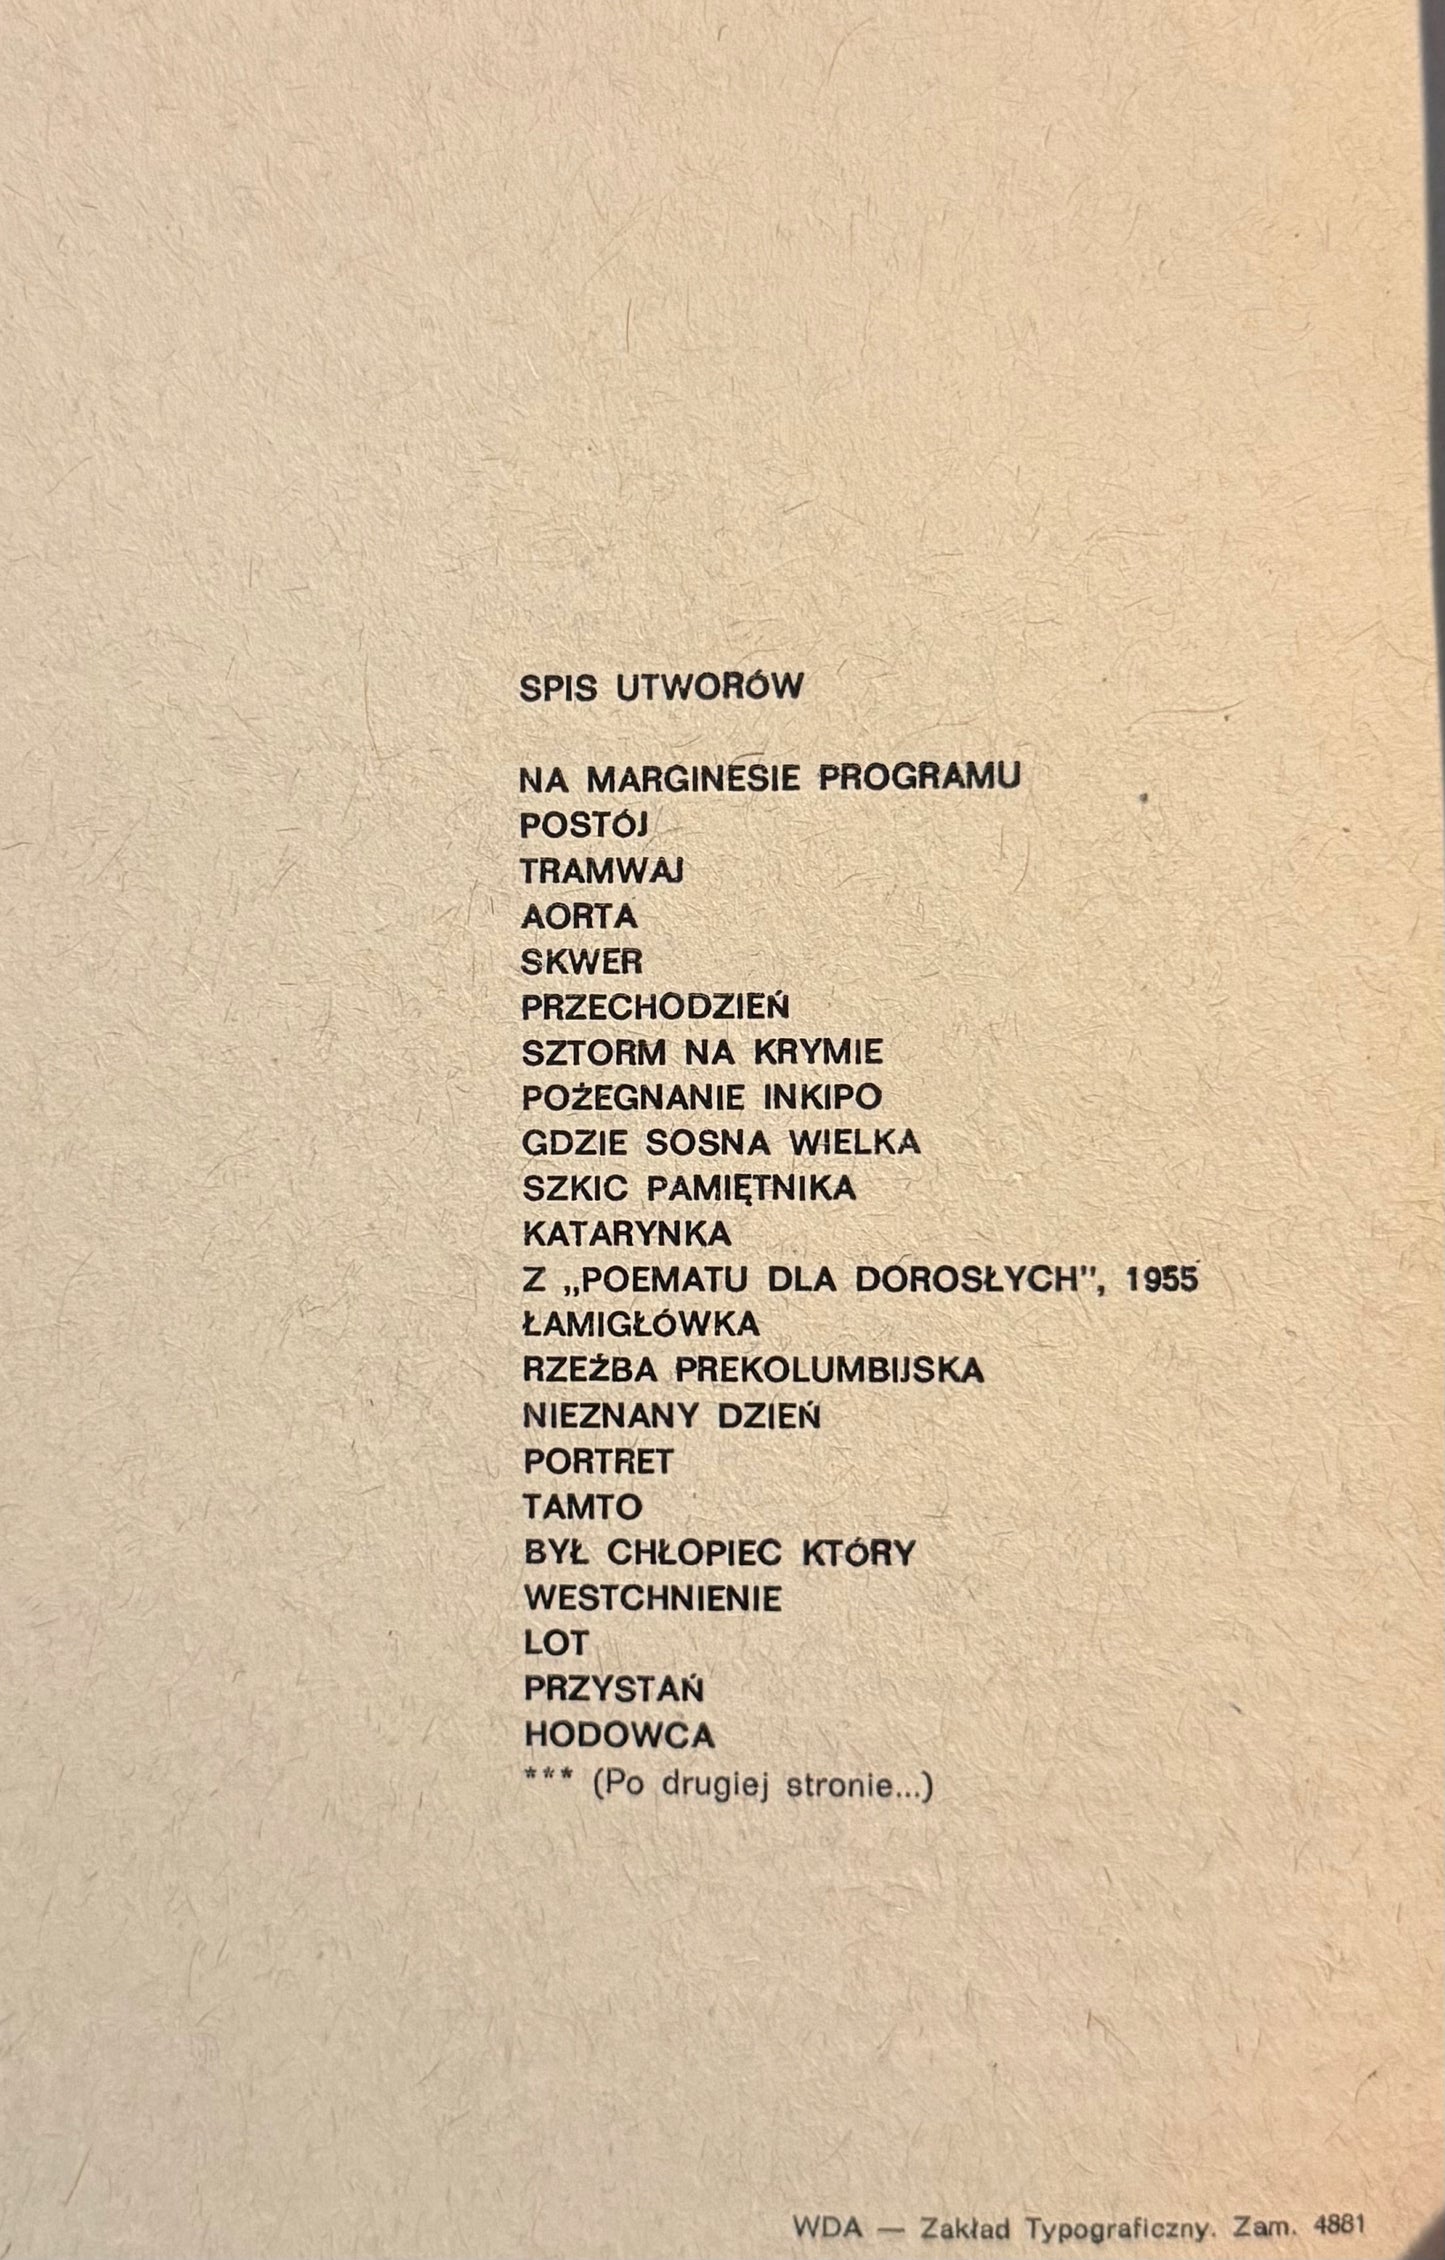 SPIS UTWORÓW
NA MARGINESIE PROGRAMU
POSTÓJ
TRAMWAJ
AORTA
SKWER
PRZECHODZIEŃ
SZTORM NA KRYMIE
POŻEGNANIE INKIPO
GDZIE SOSNA WIELKA
SZKIC PAMIĘTNIKA
KATARYNKA
Z „POEMATU DLA DOROSŁYCH”, 1955
ŁAMIGŁÓWKA
RZEŹBA PREKOLUMBIJSKA
NIEZNANY DZIEŃ
PORTRET
TAMTO
BYŁ CHŁOPIEC KTÓRY
WESTCHNIENIE
LOT
PRZYSTAŃ
HODOWCA
*** (Po drugiej stronie...)
WDA — Zakład Typograficzny. Zam. 4881